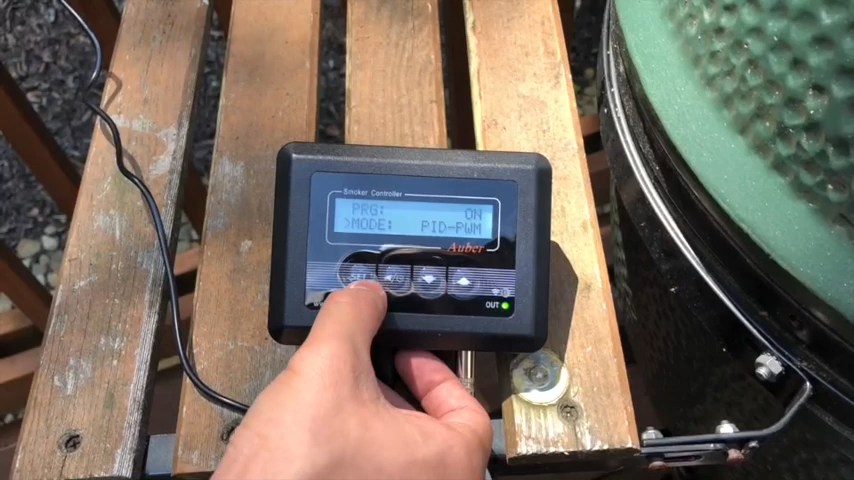 Smoker Controller
PRG: ON
>MODE: PID-PWM
Auber
SET
OUT